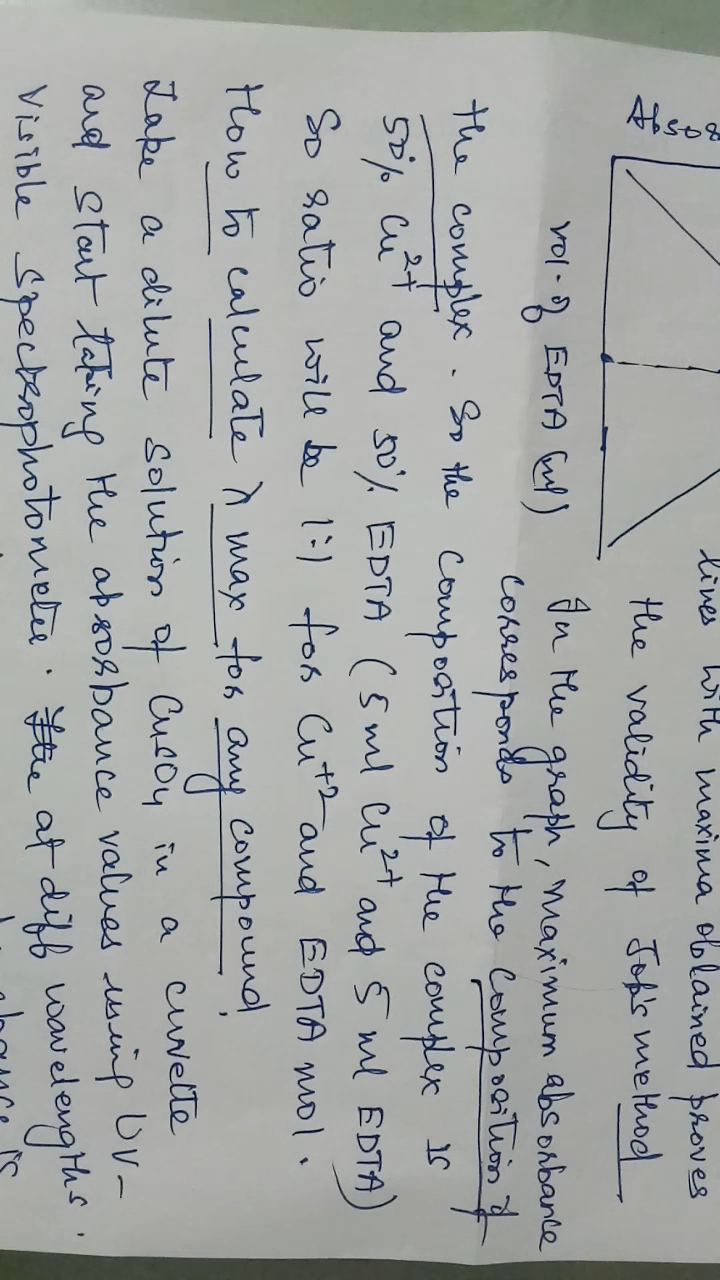 lines with maxima obtained proves
the validity of Job's method
Absor
vol. of EDTA (ml)
In the graph, maximum absorbance
corresponds to the composition of
the complex. So the composition of the complex is
50% Cu²⁺ and 50% EDTA (5 ml Cu²⁺ and 5 ml EDTA)
So ratio will be 1:1 for Cu⁺² and EDTA mol.
How to calculate λ max for any compound!
Take a dilute solution of CuSO₄ in a cuvette
and start taking the absorbance values using UV-
visible spectrophotometer. at diff wavelengths.